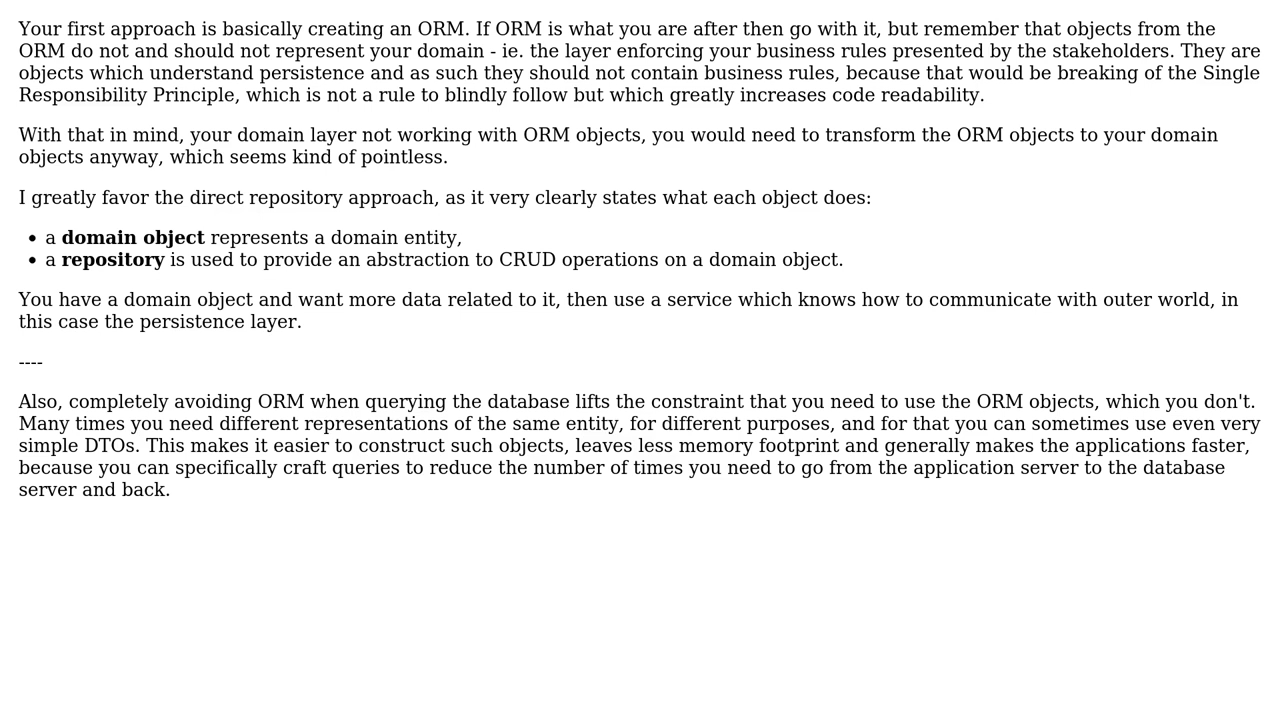 Your first approach is basically creating an ORM. If ORM is what you are after then go with it, but remember that objects from the
ORM do not and should not represent your domain - ie. the layer enforcing your business rules presented by the stakeholders. They are
objects which understand persistence and as such they should not contain business rules, because that would be breaking of the Single
Responsibility Principle, which is not a rule to blindly follow but which greatly increases code readability.
With that in mind, your domain layer not working with ORM objects, you would need to transform the ORM objects to your domain
objects anyway, which seems kind of pointless.
I greatly favor the direct repository approach, as it very clearly states what each object does:
• a domain object represents a domain entity,
• a repository is used to provide an abstraction to CRUD operations on a domain object.
You have a domain object and want more data related to it, then use a service which knows how to communicate with outer world, in
this case the persistence layer.
----
Also, completely avoiding ORM when querying the database lifts the constraint that you need to use the ORM objects, which you don't.
Many times you need different representations of the same entity, for different purposes, and for that you can sometimes use even very
simple DTOs. This makes it easier to construct such objects, leaves less memory footprint and generally makes the applications faster,
because you can specifically craft queries to reduce the number of times you need to go from the application server to the database
server and back.